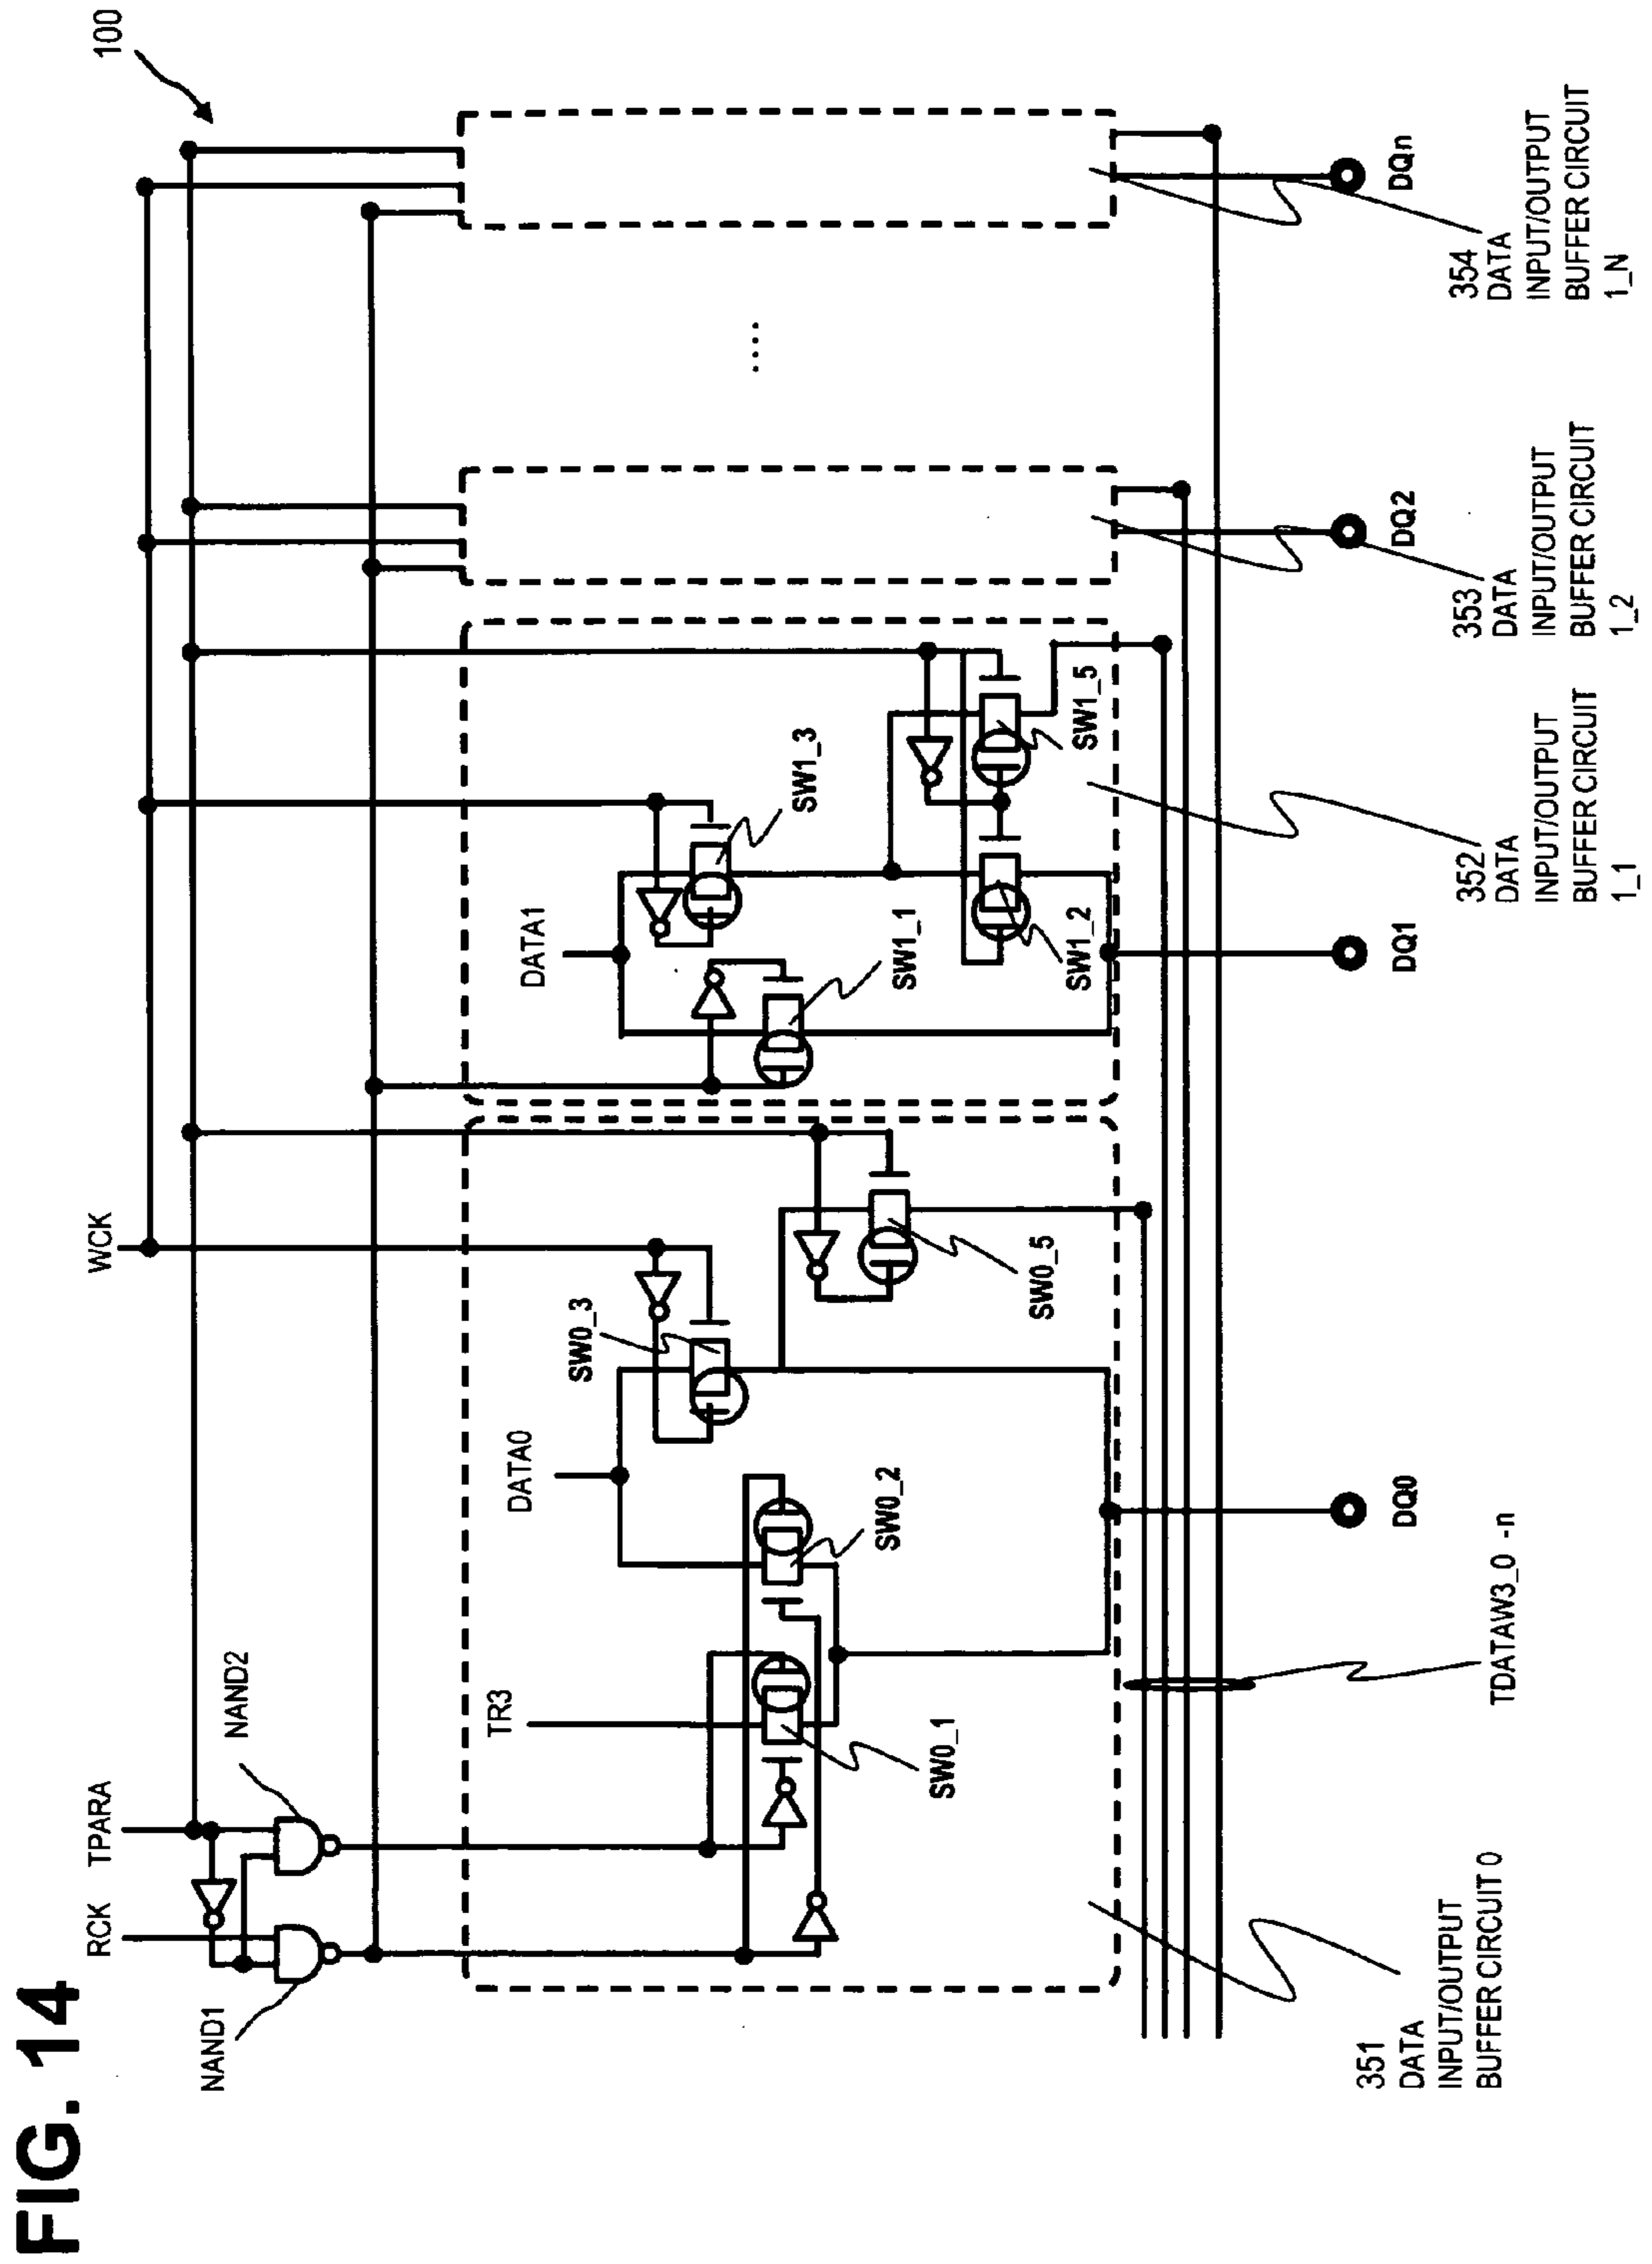 FIG. 14
100
RCK
TPARA
WCK
NAND1
NAND2
TR3
DATA0
DATA1
SW0_3
SW1_3
SW0_2
SW1_1
SW0_1
SW0_5
SW1_2
SW1_5
DQ0
DQ1
DQ2
DQn
351
DATA
INPUT/OUTPUT
BUFFER CIRCUIT 0
TDATAW3_0 -n
352
DATA
INPUT/OUTPUT
BUFFER CIRCUIT
1_1
353
DATA
INPUT/OUTPUT
BUFFER CIRCUIT
1_2
354
DATA
INPUT/OUTPUT
BUFFER CIRCUIT
1_N